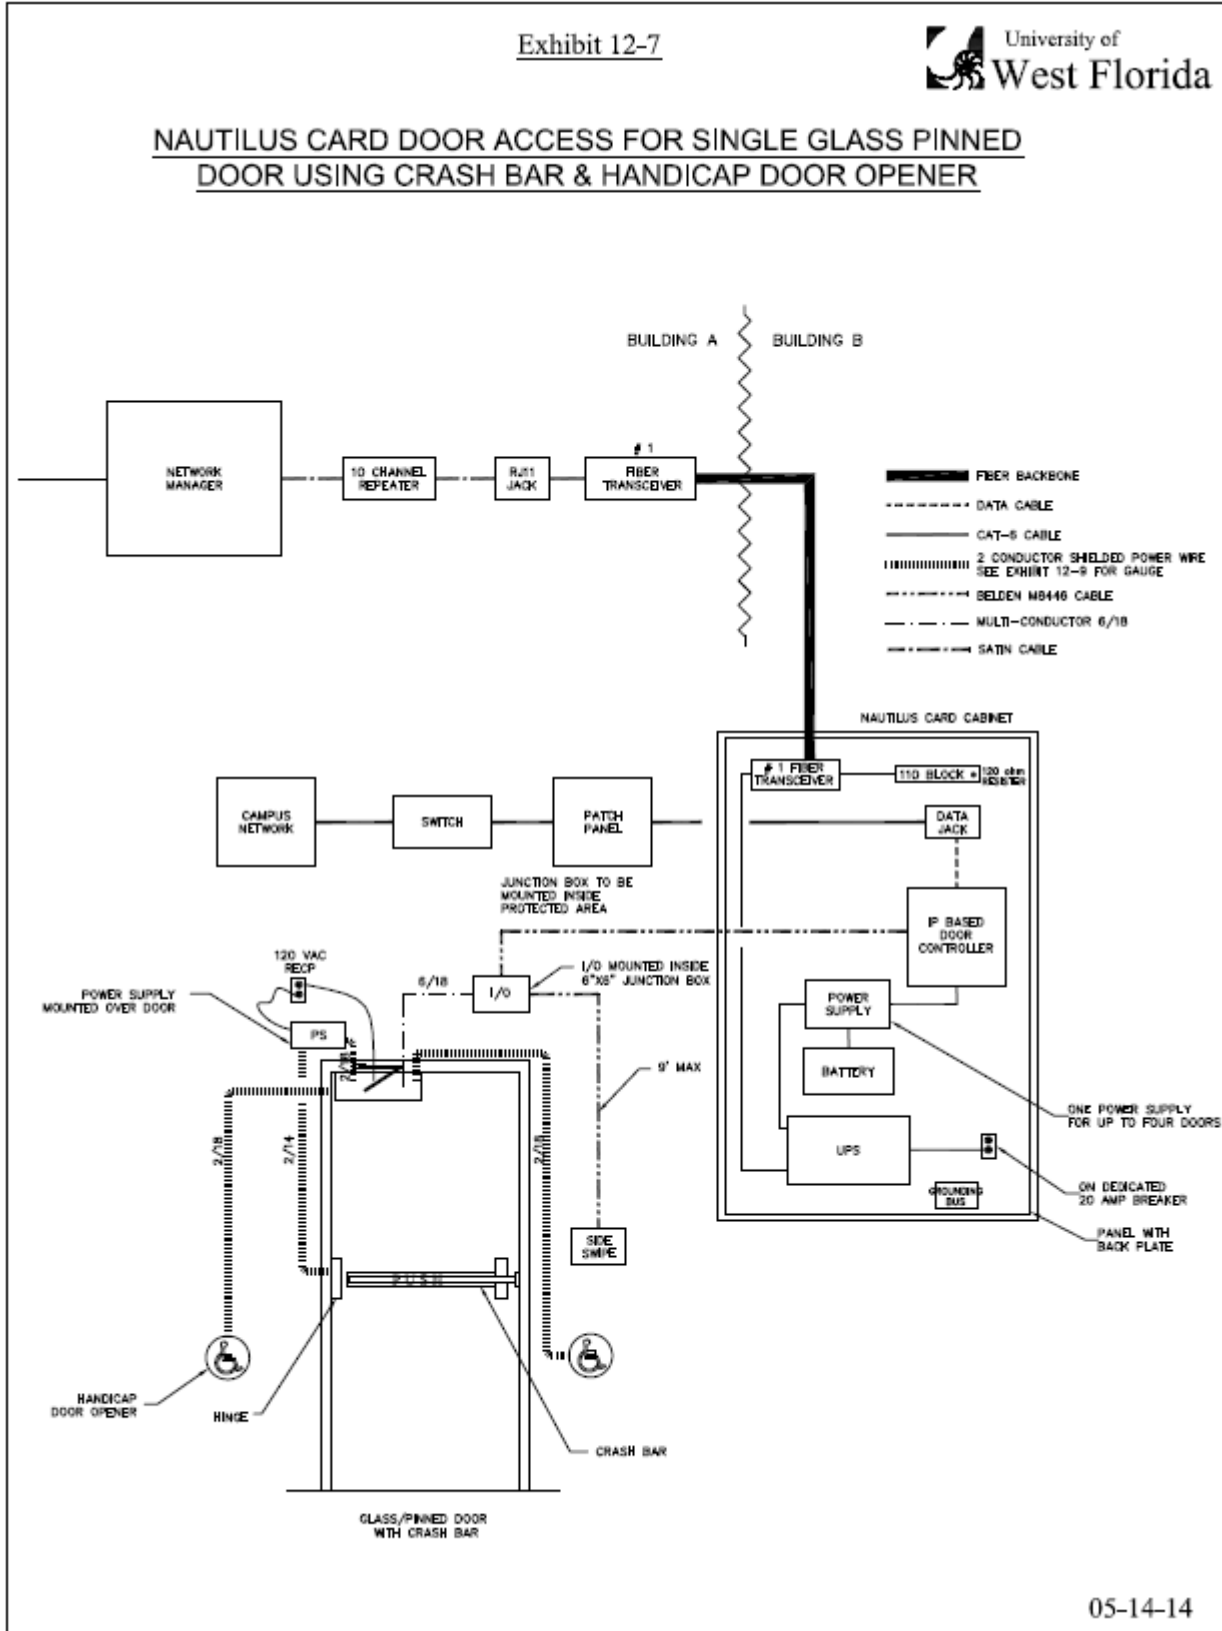 Exhibit 12-7
University of
West Florida
NAUTILUS CARD DOOR ACCESS FOR SINGLE GLASS PINNED
DOOR USING CRASH BAR & HANDICAP DOOR OPENER
BUILDING A
BUILDING B
NETWORK
MANAGER
10 CHANNEL
REPEATER
RJ11
JACK
# 1
FIBER
TRANSCEIVER
FIBER BACKBONE
DATA CABLE
CAT-6 CABLE
2 CONDUCTOR SHIELDED POWER WIRE
SEE EXHIBIT 12-9 FOR GAUGE
BELDEN M8446 CABLE
MULTI-CONDUCTOR 6/18
SATIN CABLE
NAUTILUS CARD CABINET
# 1 FIBER
TRANSCEIVER
110 BLOCK *
120 ohm
RESISTER
CAMPUS
NETWORK
SWITCH
PATCH
PANEL
DATA
JACK
JUNCTION BOX TO BE
MOUNTED INSIDE
PROTECTED AREA
IP BASED
DOOR
CONTROLLER
120 VAC
RECP
6/18
I/O
I/O MOUNTED INSIDE
6"X6" JUNCTION BOX
POWER SUPPLY
MOUNTED OVER DOOR
PS
2/18
POWER
SUPPLY
BATTERY
9' MAX
ONE POWER SUPPLY
FOR UP TO FOUR DOORS
2/18
2/14
2/18
UPS
GROUNDING
BUS
ON DEDICATED
20 AMP BREAKER
PANEL WITH
BACK PLATE
SIDE
SWIPE
PUSH
HANDICAP
DOOR OPENER
HINGE
CRASH BAR
GLASS/PINNED DOOR
WITH CRASH BAR
05-14-14